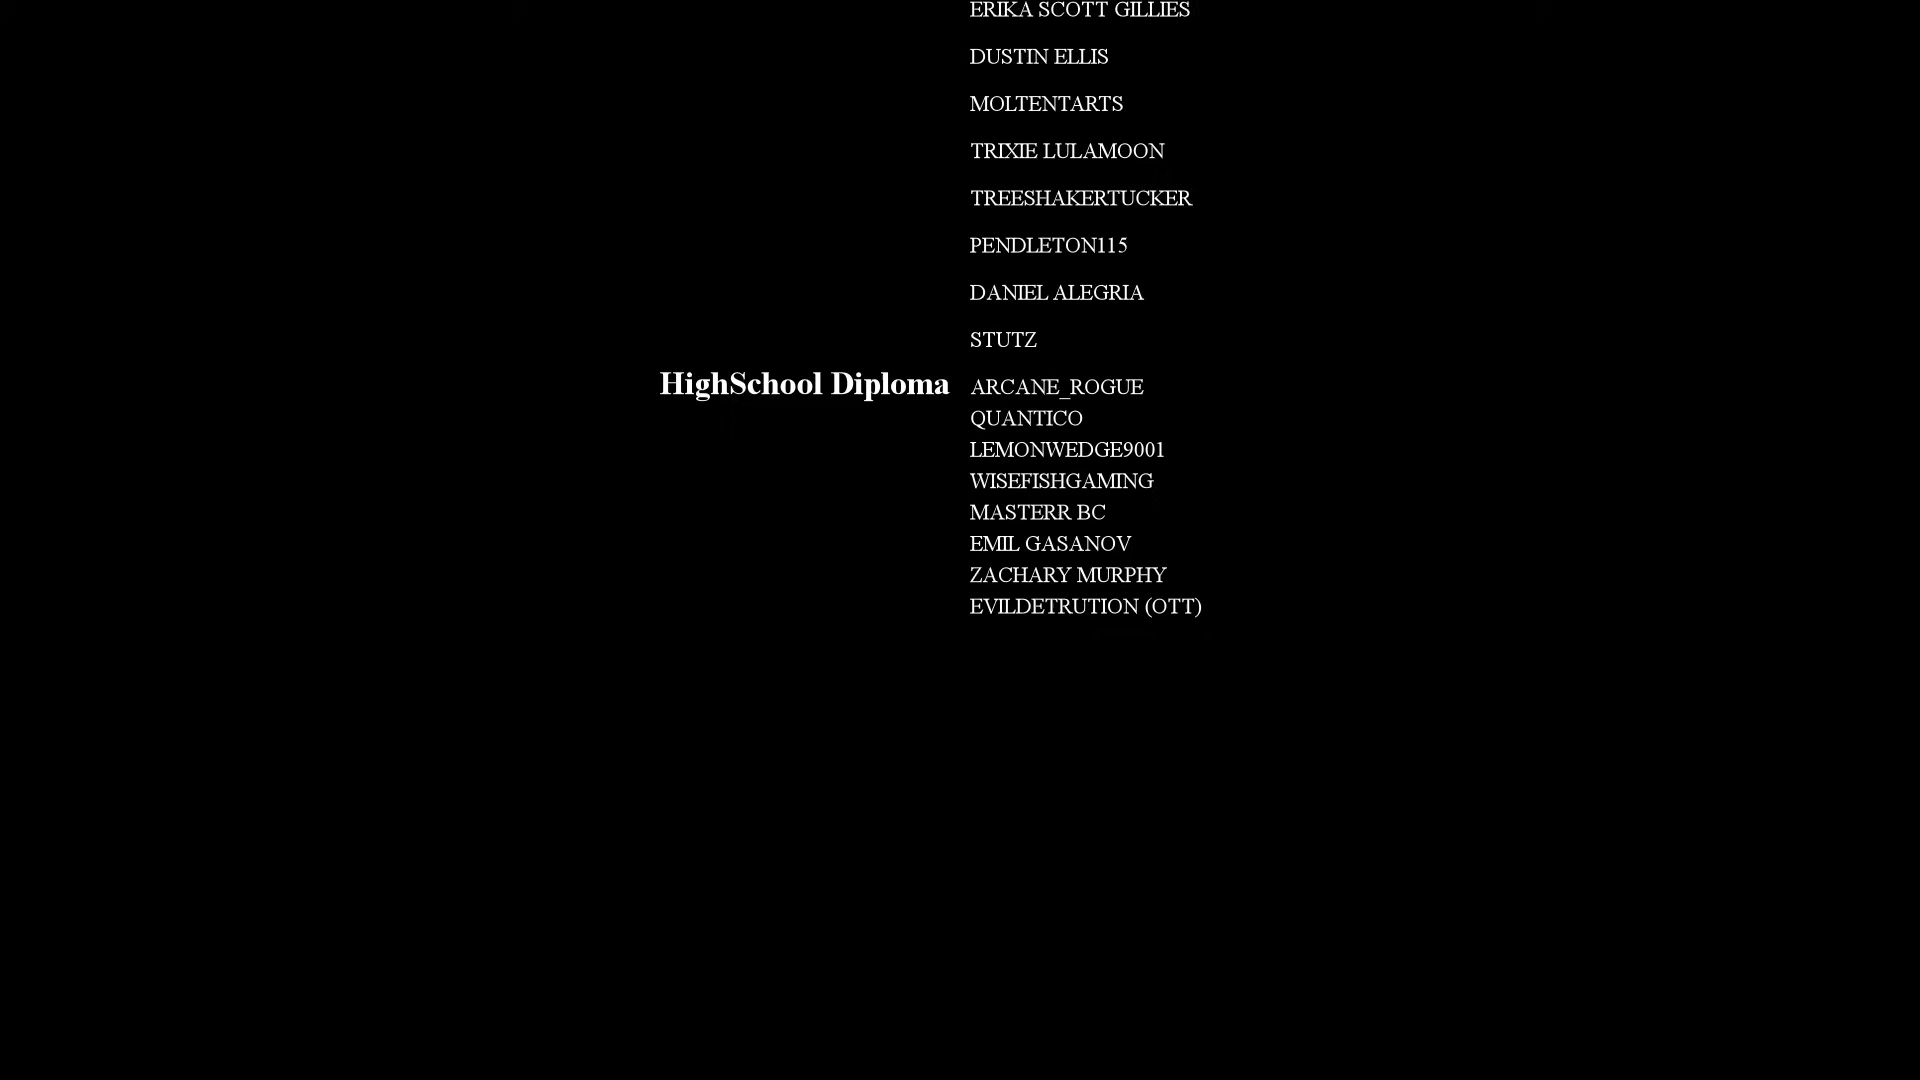 ERIKA SCOTT GILLIES
DUSTIN ELLIS
MOLTENTARTS
TRIXIE LULAMOON
TREESHAKERTUCKER
PENDLETON115
DANIEL ALEGRIA
STUTZ
HighSchool Diploma ARCANE_ROGUE
QUANTICO
LEMONWEDGE9001
WISEFISHGAMING
MASTERR BC
EMIL GASANOV
ZACHARY MURPHY
EVILDETRUTION (OTT)